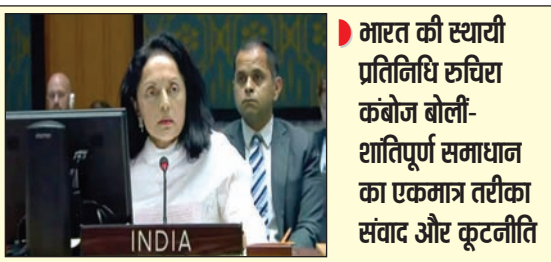 भारत की स्थायी
प्रतिनिधि रुचिरा
कंबोज बोलीं-
शांतिपूर्ण समाधान
का एकमात्र तरीका
संवाद और कूटनीति
INDIA